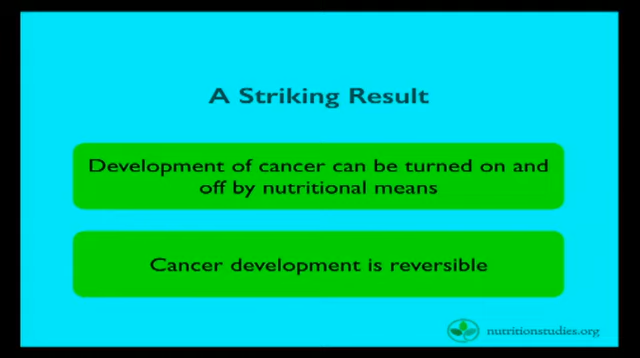 A Striking Result
Development of cancer can be turned on and
off by nutritional means
Cancer development is reversible
nutritionstudies.org